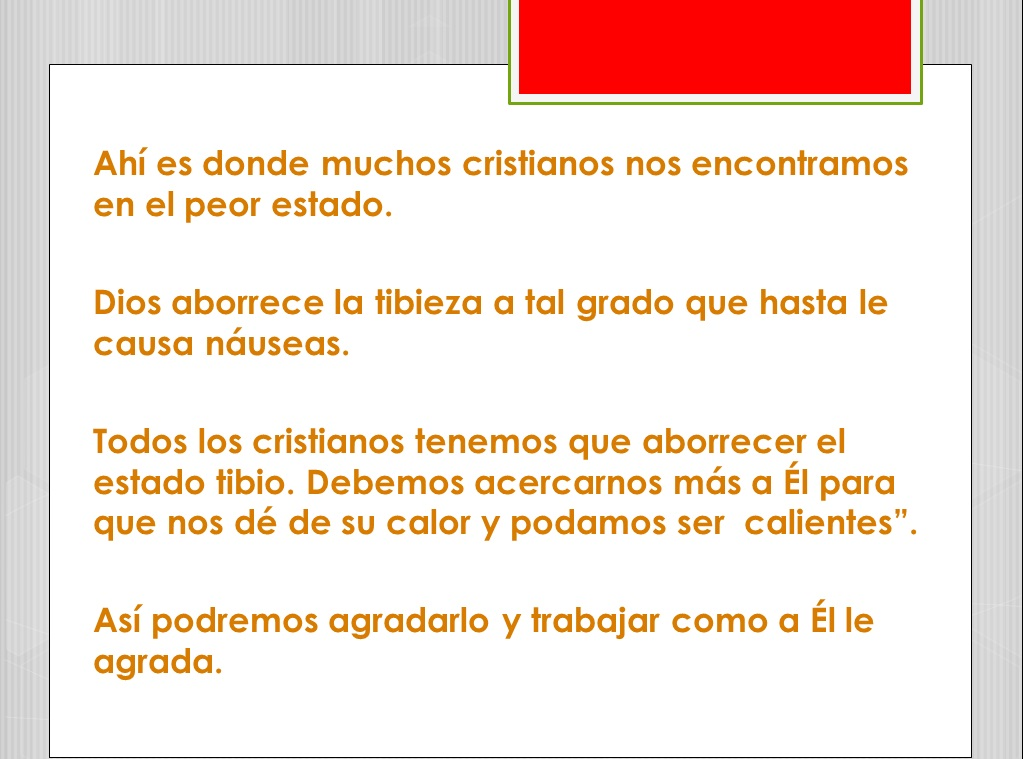 Ahí es donde muchos cristianos nos encontramos
en el peor estado.
Dios aborrece la tibieza a tal grado que hasta le
causa náuseas.
Todos los cristianos tenemos que aborrecer el
estado tibio. Debemos acercarnos más a Él para
que nos dé de su calor y podamos ser  calientes”.
Así podremos agradarlo y trabajar como a Él le
agrada.